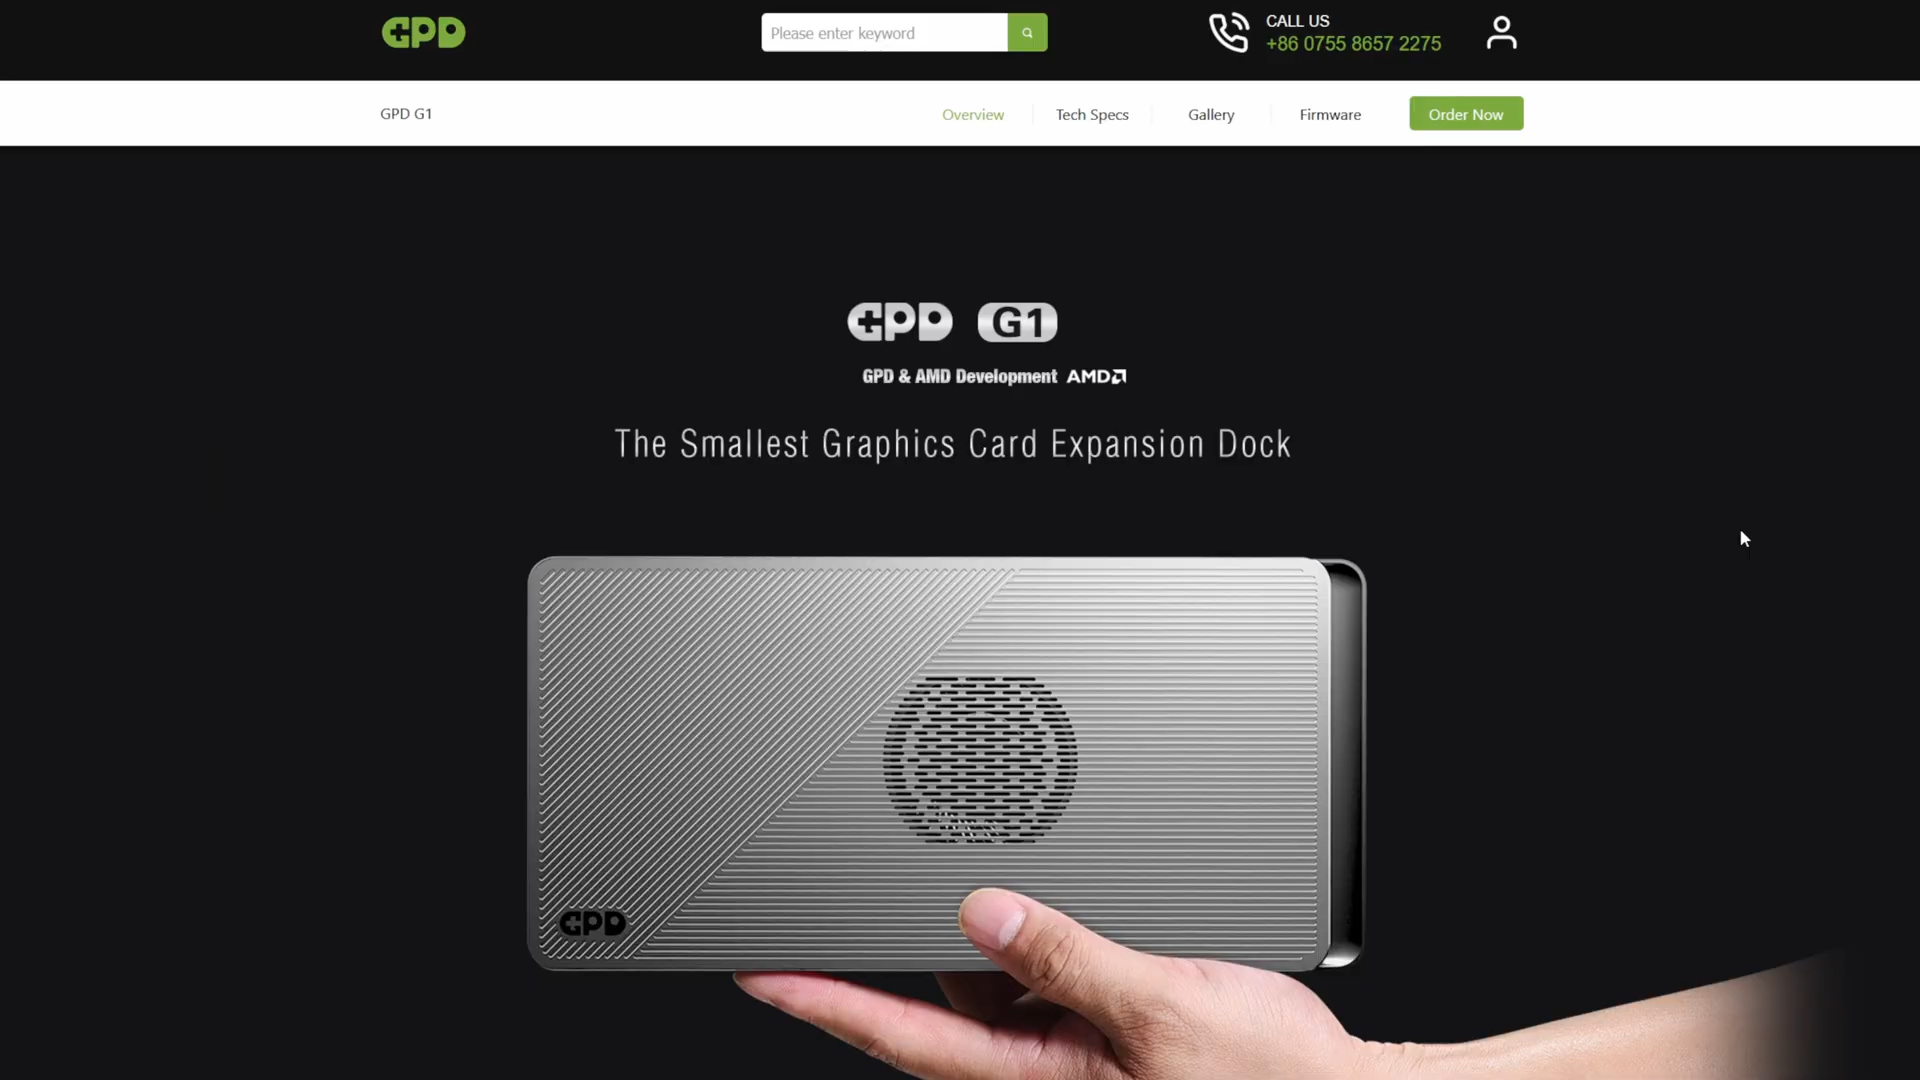 GPD
Please enter keyword
CALL US
+86 0755 8657 2275
GPD G1
Overview
Tech Specs
Gallery
Firmware
Order Now
GPD G1
GPD & AMD Development AMD
The Smallest Graphics Card Expansion Dock
GPD